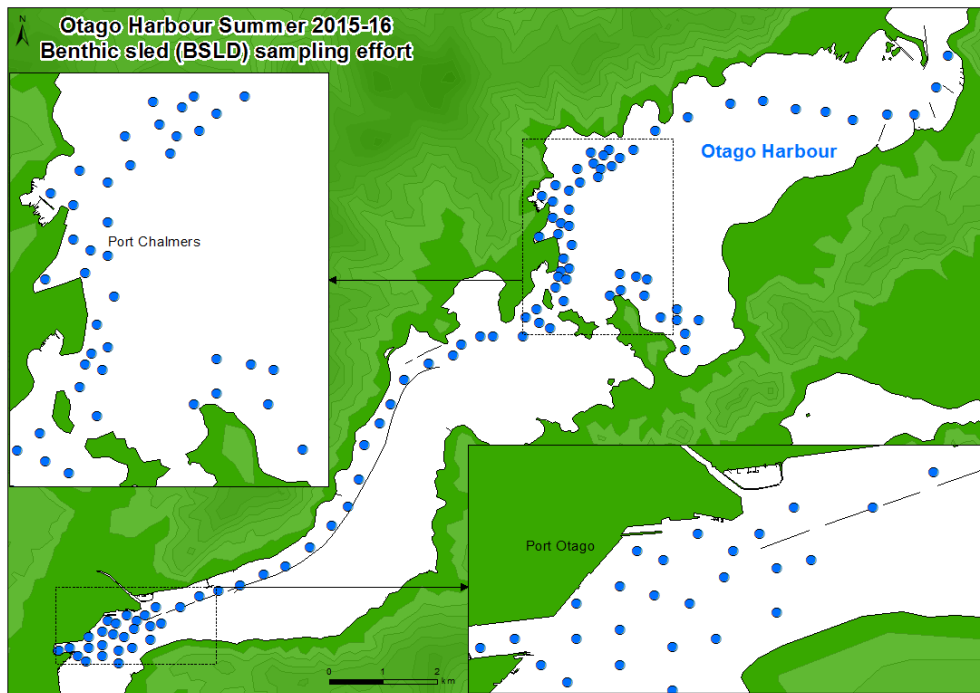 N
Otago Harbour Summer 2015-16
Benthic sled (BSLD) sampling effort
Otago Harbour
Port Chalmers
Port Otago
0 1 2
km